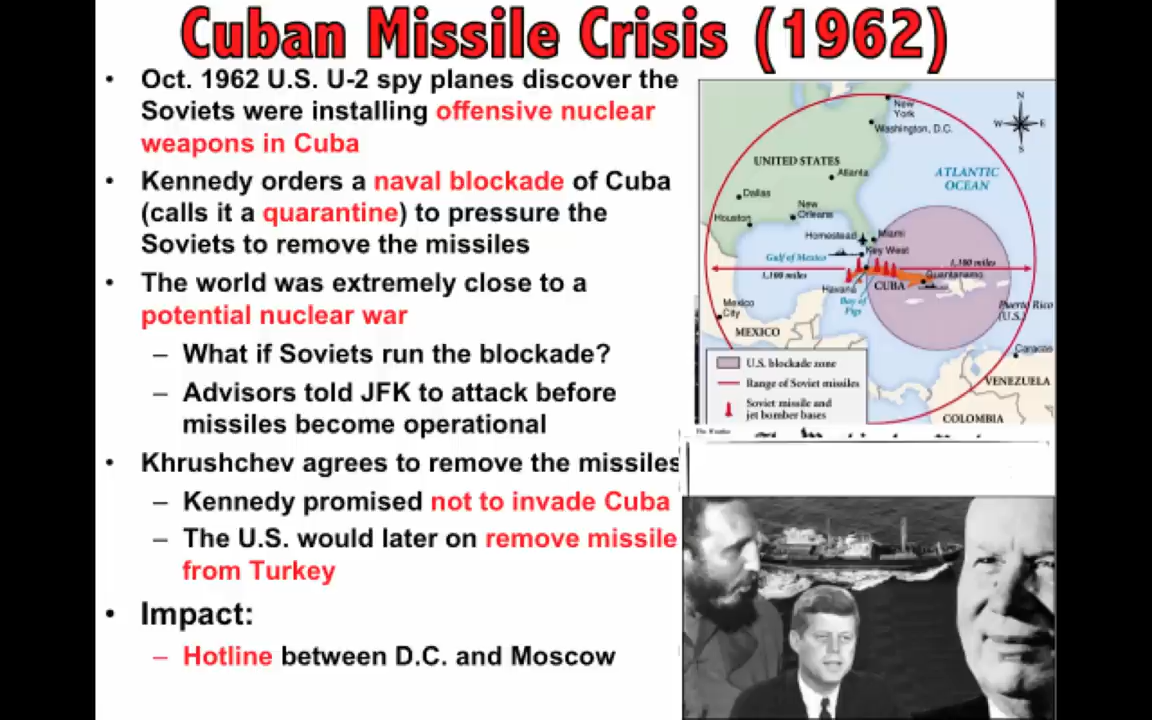 Cuban Missile Crisis (1962)
• Oct. 1962 U.S. U-2 spy planes discover the
Soviets were installing offensive nuclear
weapons in Cuba
• Kennedy orders a naval blockade of Cuba
(calls it a quarantine) to pressure the
Soviets to remove the missiles
• The world was extremely close to a
potential nuclear war
– What if Soviets run the blockade?
– Advisors told JFK to attack before
missiles become operational
• Khrushchev agrees to remove the missiles
– Kennedy promised not to invade Cuba
– The U.S. would later on remove missile
from Turkey
• Impact:
– Hotline between D.C. and Moscow
New
York
Washington, D.C.
N
W
E
S
UNITED STATES
Atlanta
ATLANTIC
OCEAN
Dallas
New
Orleans
Houston
Homestead
Miami
Key West
Gulf of Mexico
1,100 miles
1,100 miles
Guantanamo
Havana
CUBA
Bay of
Pigs
Mexico
City
Puerto Rico
(U.S.)
MEXICO
Caracas
VENEZUELA
COLOMBIA
U.S. blockade zone
Range of Soviet missiles
Soviet missile and
jet bomber bases